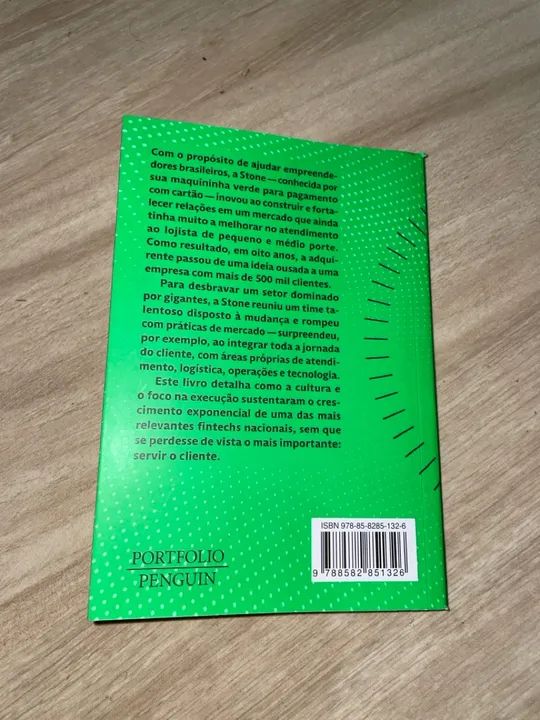 Com o propósito de ajudar empreende-
dores brasileiros, a Stone — conhecida por
sua maquininha verde para pagamento
com cartão — inovou ao construir e forta-
lecer relações em um mercado que ainda
tinha muito a melhorar no atendimento
ao lojista de pequeno e médio porte.
Como resultado, em oito anos, a adqui-
rente passou de uma ideia ousada a uma
empresa com mais de 500 mil clientes.
Para desbravar um setor dominado
por gigantes, a Stone reuniu um time ta-
lentoso disposto à mudança e rompeu
com práticas de mercado — surpreendeu,
por exemplo, ao integrar toda a jornada
do cliente, com áreas próprias de atendi-
mento, logística, operações e tecnologia.
Este livro detalha como a cultura e
o foco na execução sustentaram o cres-
cimento exponencial de uma das mais
relevantes fintechs nacionais, sem que
se perdesse de vista o mais importante:
servir o cliente.
PORTFOLIO
PENGUIN
ISBN 978-85-8285-132-6
9 788582 851326